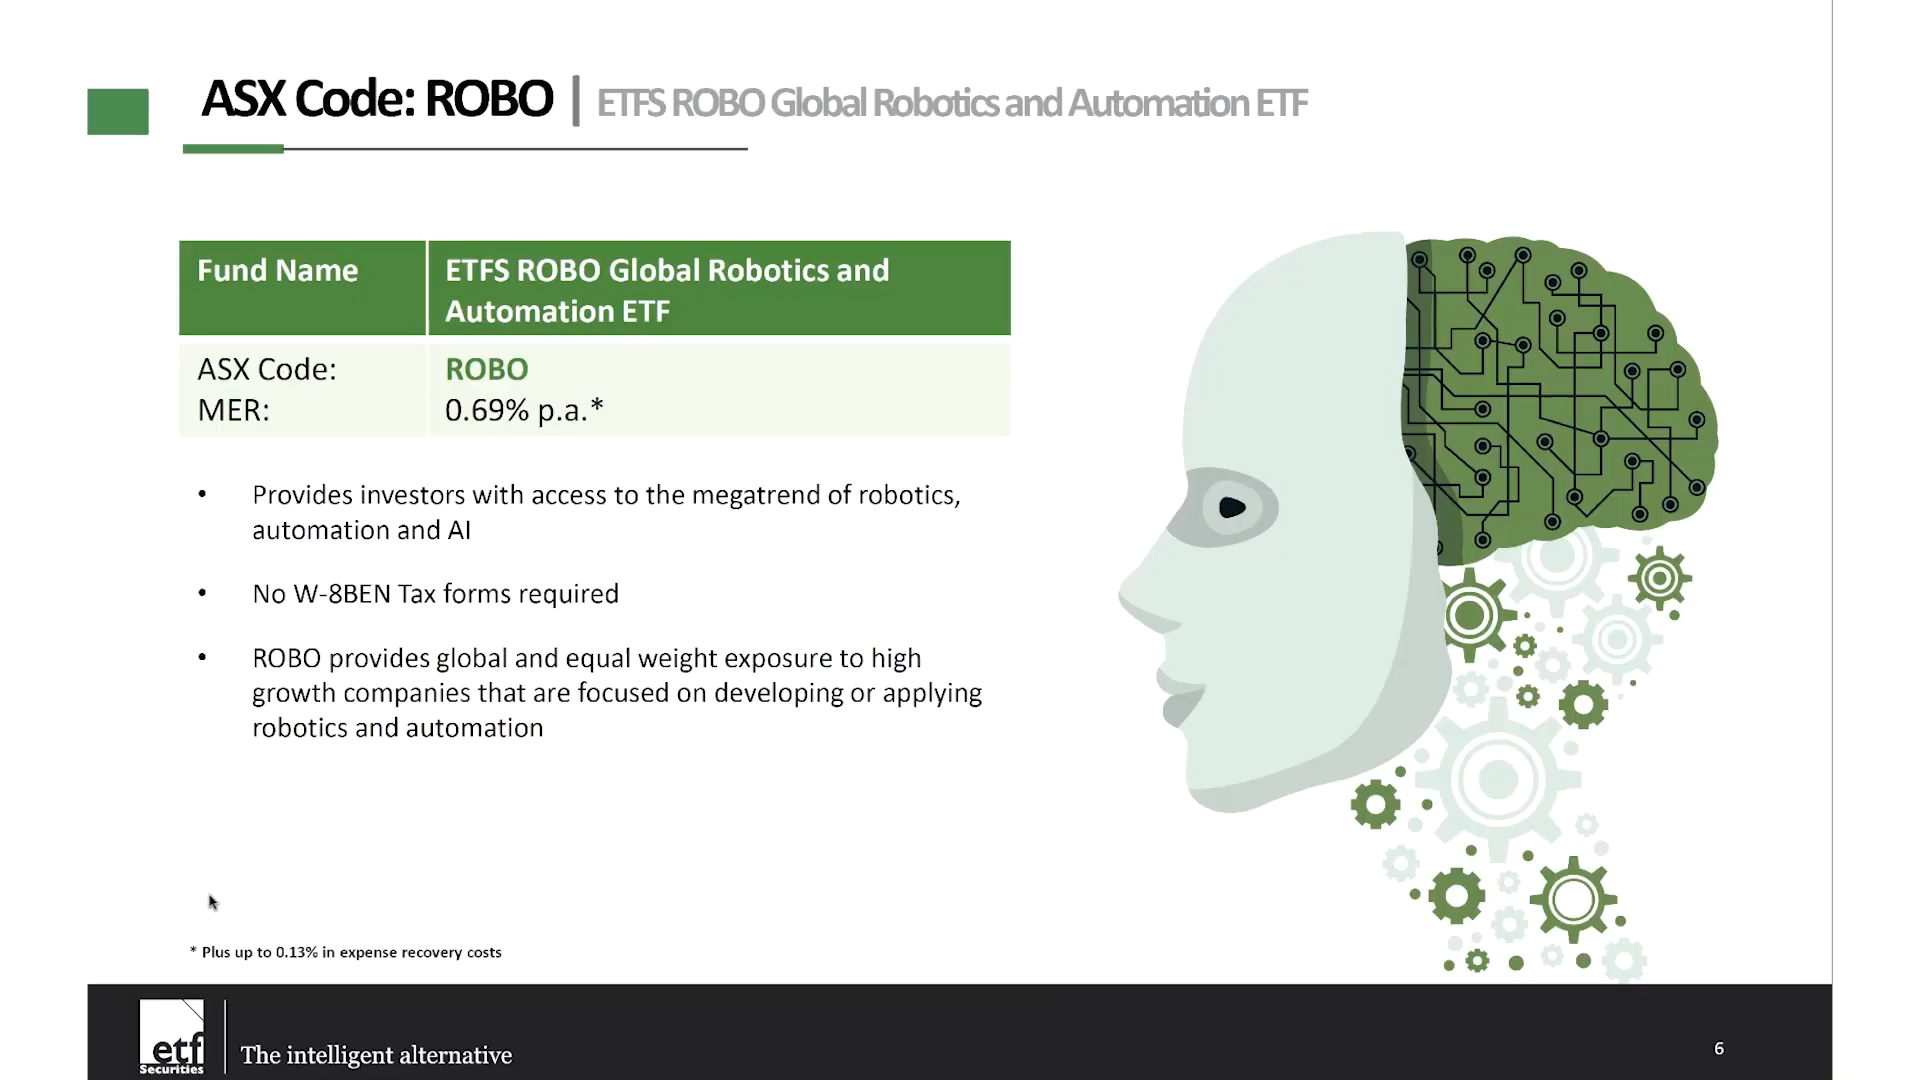 ASX Code: ROBO | ETFS ROBO Global Robotics and Automation ETF
Fund Name
ETFS ROBO Global Robotics and
Automation ETF
ASX Code:
ROBO
MER:
0.69% p.a.*
• Provides investors with access to the megatrend of robotics,
automation and AI
• No W-8BEN Tax forms required
• ROBO provides global and equal weight exposure to high
growth companies that are focused on developing or applying
robotics and automation
* Plus up to 0.13% in expense recovery costs
etf
Securities
The intelligent alternative
6